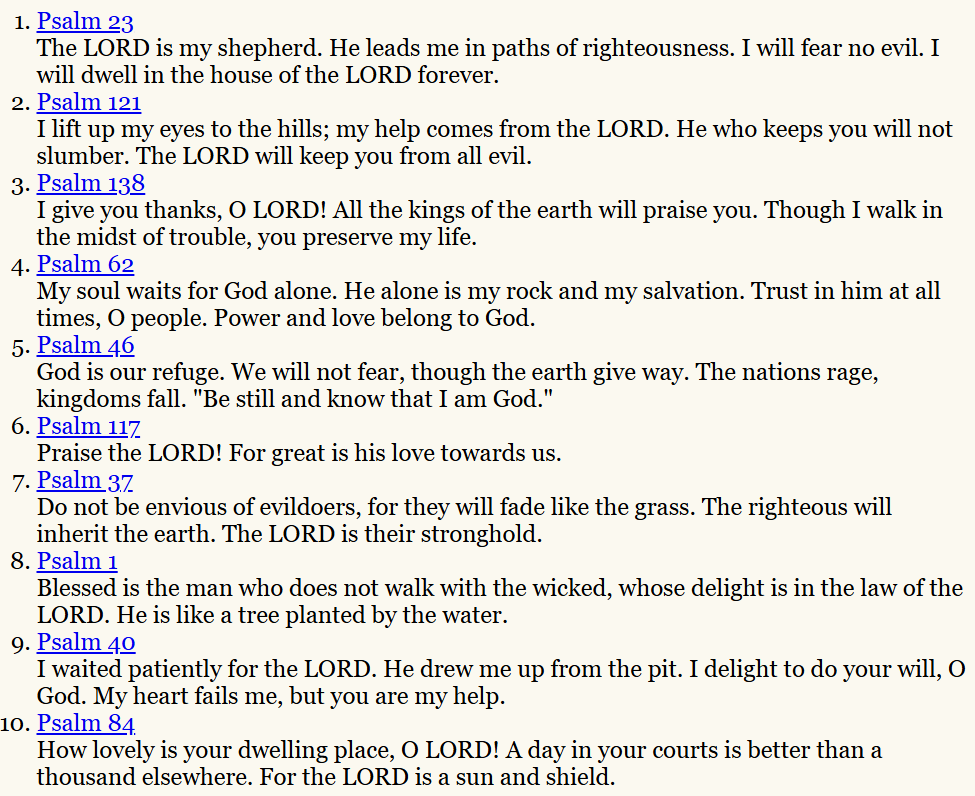 1. Psalm 23
The LORD is my shepherd. He leads me in paths of righteousness. I will fear no evil. I
will dwell in the house of the LORD forever.
2. Psalm 121
I lift up my eyes to the hills; my help comes from the LORD. He who keeps you will not
slumber. The LORD will keep you from all evil.
3. Psalm 138
I give you thanks, O LORD! All the kings of the earth will praise you. Though I walk in
the midst of trouble, you preserve my life.
4. Psalm 62
My soul waits for God alone. He alone is my rock and my salvation. Trust in him at all
times, O people. Power and love belong to God.
5. Psalm 46
God is our refuge. We will not fear, though the earth give way. The nations rage,
kingdoms fall. "Be still and know that I am God."
6. Psalm 117
Praise the LORD! For great is his love towards us.
7. Psalm 37
Do not be envious of evildoers, for they will fade like the grass. The righteous will
inherit the earth. The LORD is their stronghold.
8. Psalm 1
Blessed is the man who does not walk with the wicked, whose delight is in the law of the
LORD. He is like a tree planted by the water.
9. Psalm 40
I waited patiently for the LORD. He drew me up from the pit. I delight to do your will, O
God. My heart fails me, but you are my help.
10. Psalm 84
How lovely is your dwelling place, O LORD! A day in your courts is better than a
thousand elsewhere. For the LORD is a sun and shield.